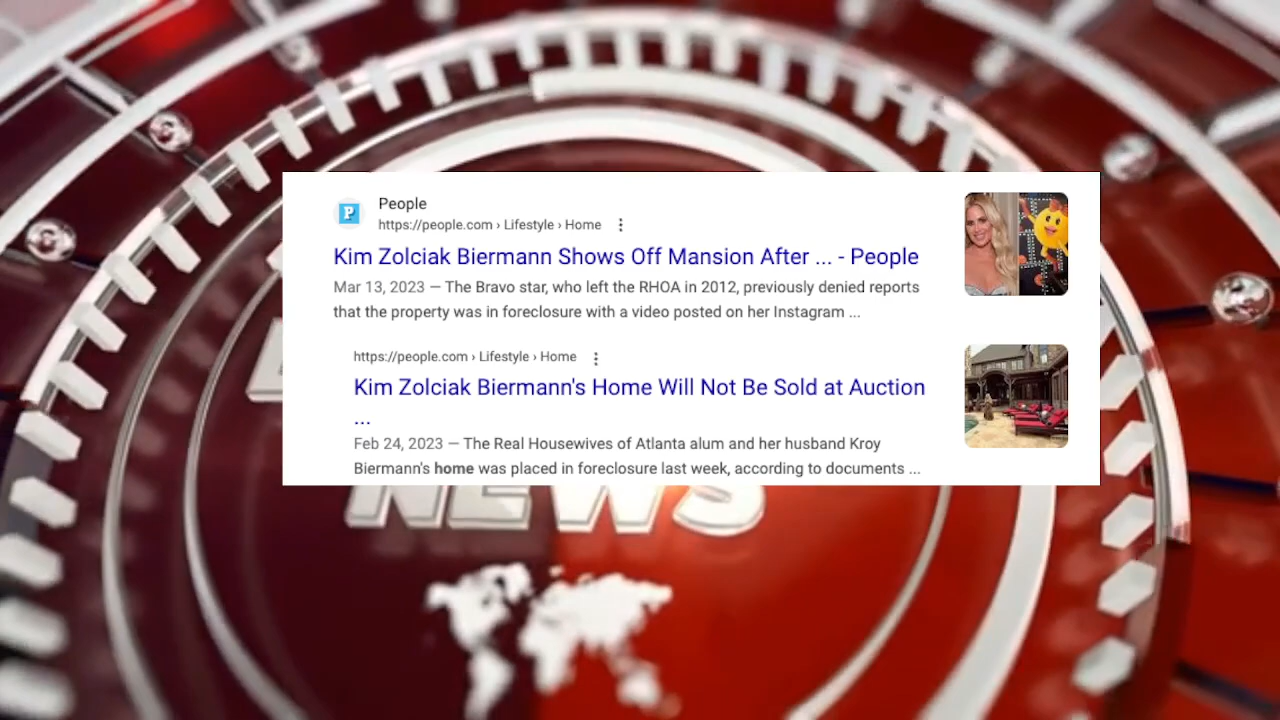 People
https://people.com › Lifestyle › Home
Kim Zolciak Biermann Shows Off Mansion After ... - People
Mar 13, 2023 — The Bravo star, who left the RHOA in 2012, previously denied reports
that the property was in foreclosure with a video posted on her Instagram ...
https://people.com › Lifestyle › Home
Kim Zolciak Biermann's Home Will Not Be Sold at Auction
...
Feb 24, 2023 — The Real Housewives of Atlanta alum and her husband Kroy
Biermann's home was placed in foreclosure last week, according to documents ...
NEWS